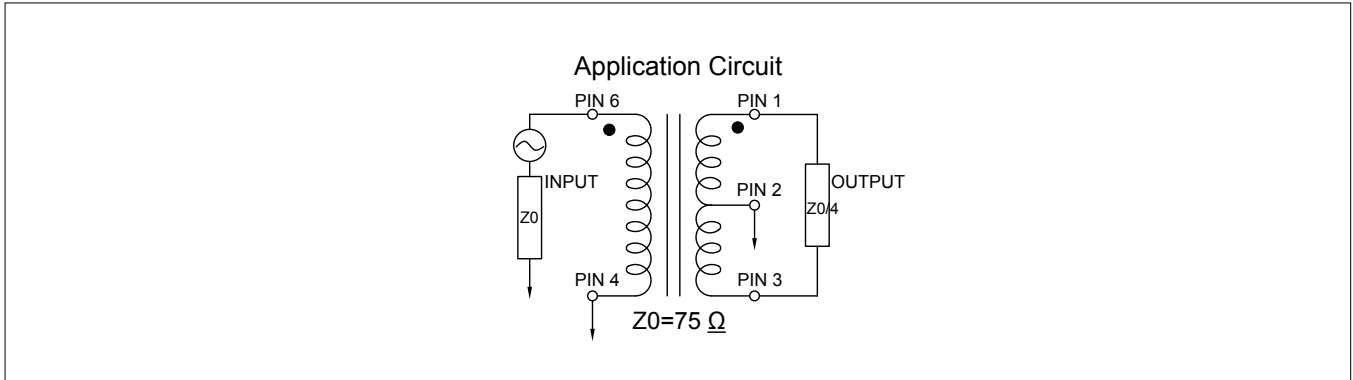 Application Circuit
PIN 6
PIN 1
INPUT
OUTPUT
PIN 2
Z0
Z0/4
PIN 4
PIN 3
Z0=75 Ω